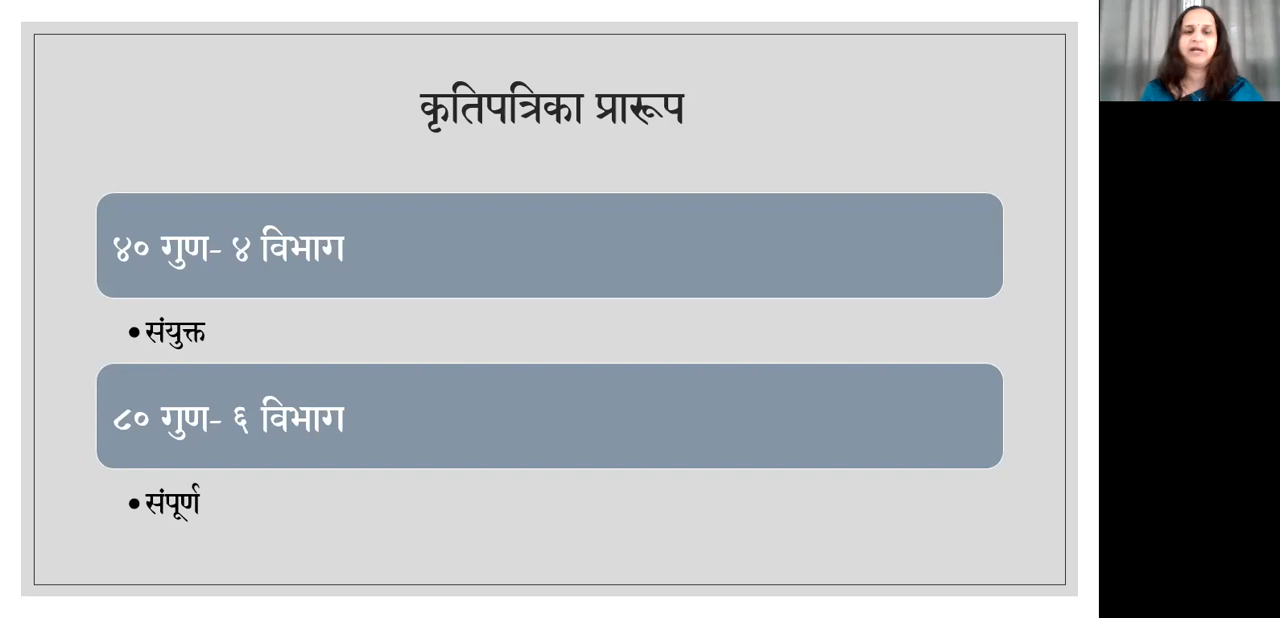 कृतिपत्रिका प्रारूप
४० गुण- ४ विभाग
• संयुक्त
८० गुण- ६ विभाग
• संपूर्ण